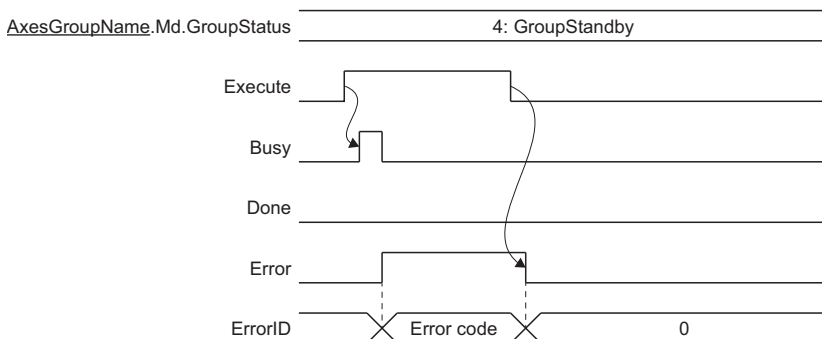 AxesGroupName.Md.GroupStatus 4: GroupStandby
Execute
Busy
Done
Error
ErrorID Error code 0